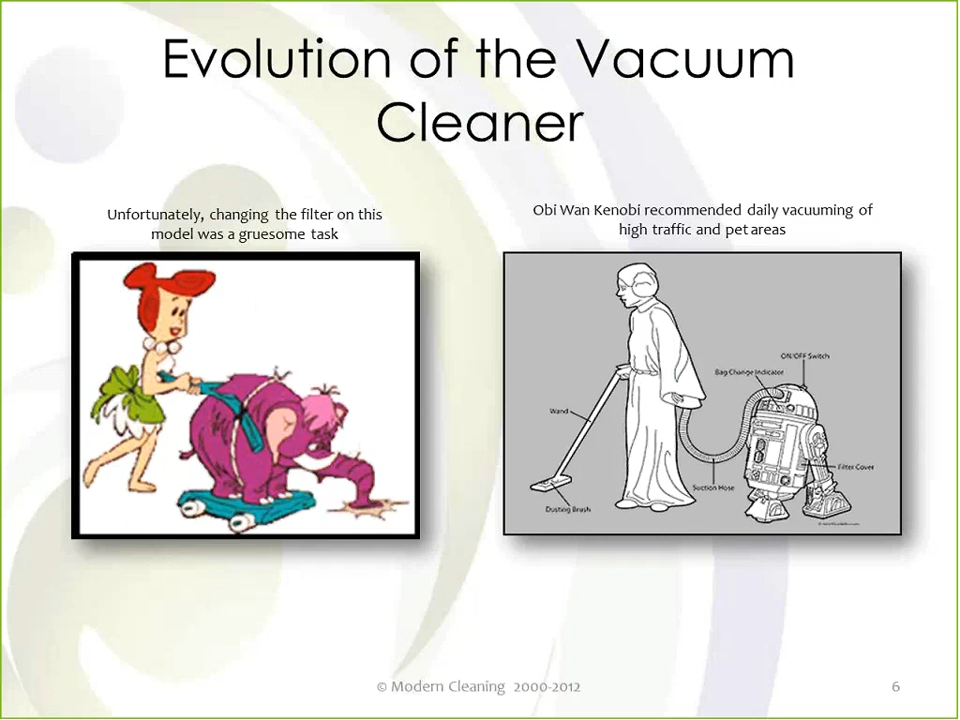 Evolution of the Vacuum
Cleaner
Unfortunately, changing the filter on this
model was a gruesome task
Obi Wan Kenobi recommended daily vacuuming of
high traffic and pet areas
ON/OFF Switch
Bag Change Indicator
Wand
Filter Cover
Suction Hose
Dusting Brush
© Modern Cleaning 2000-2012
6